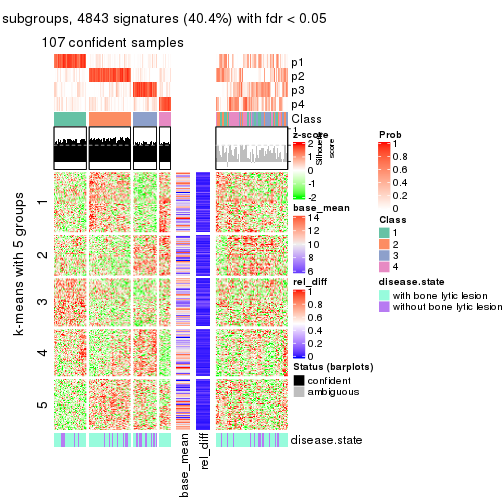 subgroups, 4843 signatures (40.4%) with fdr < 0.05
107 confident samples
p1
p2
p3
p4
Class
1
Silhouette
score
k-means with 5 groups
1
2
3
4
5
disease.state
base_mean
rel_diff
z-score
2
1
0
-1
-2
base_mean
14
12
10
8
6
rel_diff
1
0.8
0.6
0.4
0.2
0
Status (barplots)
confident
ambiguous
Prob
1
0.8
0.6
0.4
0.2
0
Class
1
2
3
4
disease.state
with bone lytic lesion
without bone lytic lesion